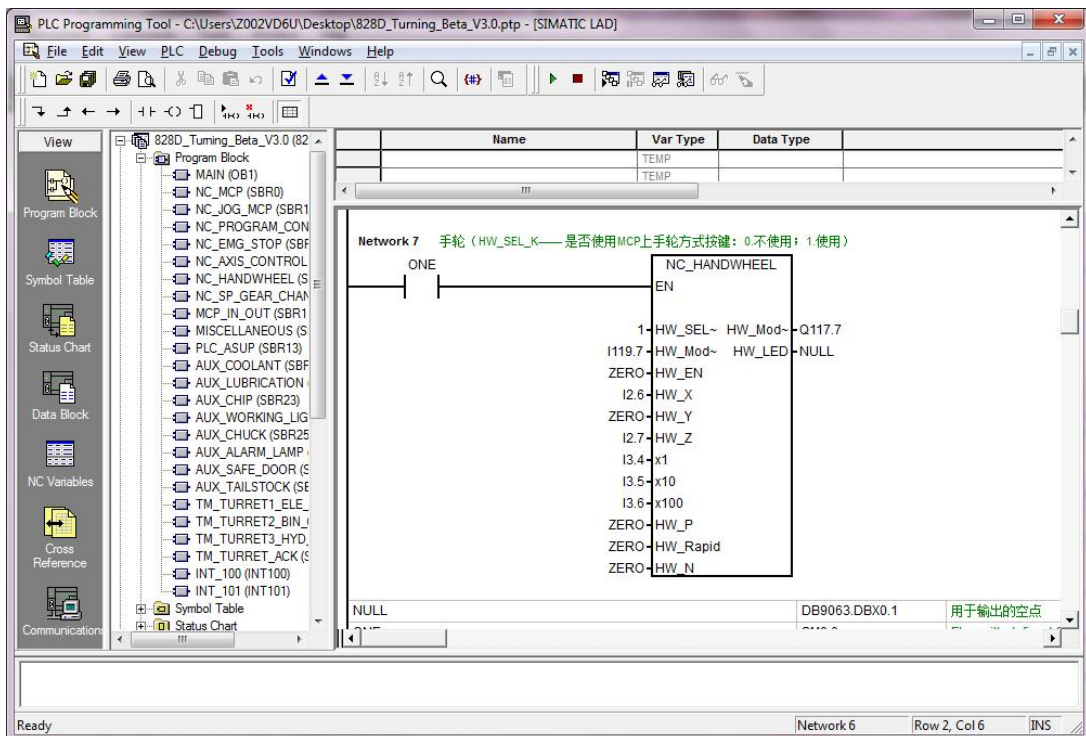 PLC Programming Tool - C:\Users\Z002VD6U\Desktop\828D_Turning_Beta_V3.0.ptp - [SIMATIC LAD]
File Edit View PLC Debug Tools Windows Help
View
Program Block
Symbol Table
Status Chart
Data Block
NC Variables
Cross Reference
Communication
828D_Turning_Beta_V3.0 (82
Program Block
MAIN (OB1)
NC_MCP (SBR0)
NC_JOG_MCP (SBR1
NC_PROGRAM_CON
NC_EMG_STOP (SBF
NC_AXIS_CONTROL
NC_HANDWHEEL (S
NC_SP_GEAR_CHAN
MCP_IN_OUT (SBR1
MISCELLANEOUS (S
PLC_ASUP (SBR13)
AUX_COOLANT (SBF
AUX_LUBRICATION
AUX_CHIP (SBR23)
AUX_WORKING_LIG
AUX_CHUCK (SBR25
AUX_ALARM_LAMP
AUX_SAFE_DOOR (S
AUX_TAILSTOCK (SE
TM_TURRET1_ELE_
TM_TURRET2_BIN_
TM_TURRET3_HYD_
TM_TURRET_ACK (S
INT_100 (INT100)
INT_101 (INT101)
Symbol Table
Status Chart
Name Var Type Data Type
TEMP
TEMP
Network 7 手轮（HW_SEL_K——是否使用MCP上手轮方式按键：0.不使用；1.使用）
ONE
NC_HANDWHEEL
EN
1 HW_SEL~ HW_Mod~ Q117.7
I119.7 HW_Mod~ HW_LED NULL
ZERO HW_EN
I2.6 HW_X
ZERO HW_Y
I2.7 HW_Z
I3.4 x1
I3.5 x10
I3.6 x100
ZERO HW_P
ZERO HW_Rapid
ZERO HW_N
NULL DB9063.DBX0.1 用于输出的空点
Ready Network 6 Row 2, Col 6 INS